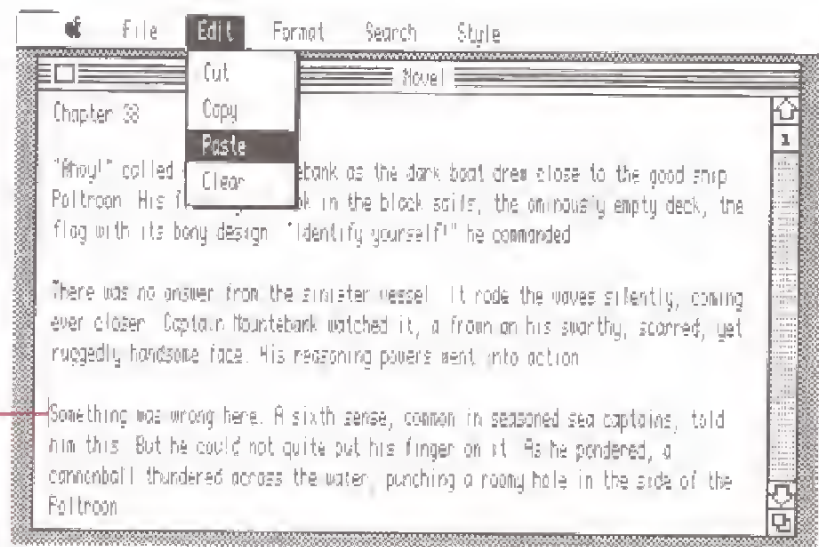 File Edit Format Search Style
Novel
Cut
Copy
Paste
Clear
1
Chapter 38
"Ahoy!" called tebank as the dark boat drew close to the good ship
Poltroon. His f k in the black sails, the ominously empty deck, the
flag with its bony design. "Identify yourself!" he commanded.
There was no answer from the sinister vessel. It rode the waves silently, coming
ever closer. Captain Mountebank watched it, a frown on his swarthy, scarred, yet
ruggedly handsome face. His reasoning powers went into action.
Something was wrong here. A sixth sense, common in seasoned sea captains, told
him this. But he could not quite put his finger on it. As he pondered, a
cannonball thundered across the water, punching a roomy hole in the side of the
Poltroon.